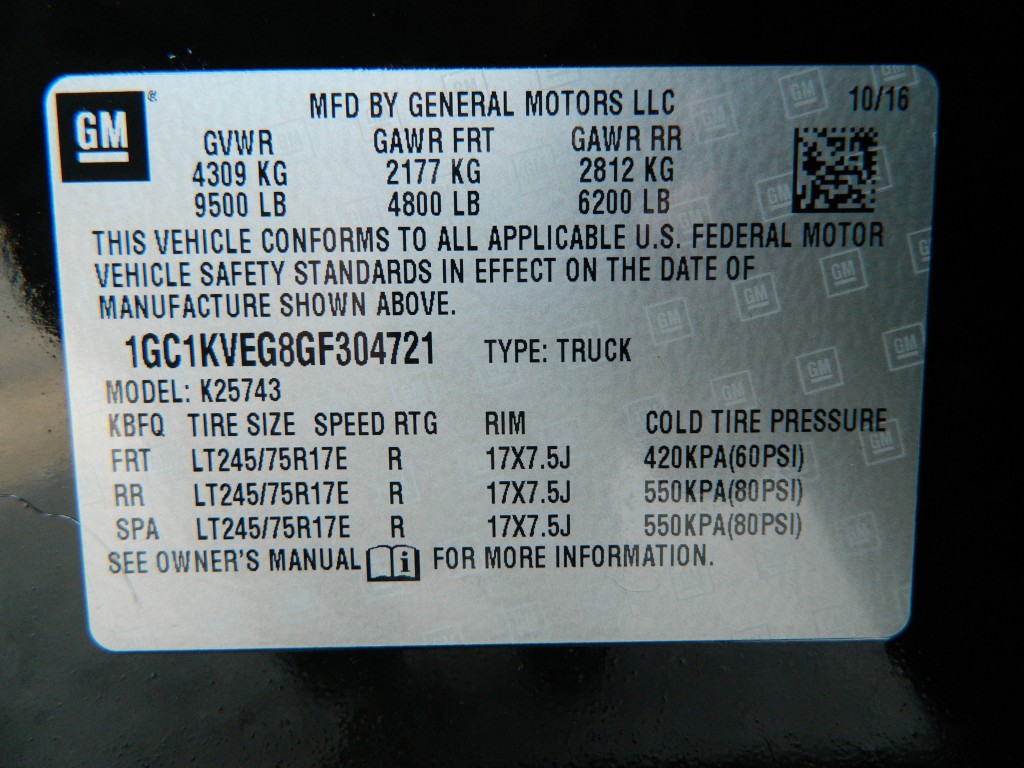 GM ® MFD BY GENERAL MOTORS LLC 10/16
GVWR GAWR FRT GAWR RR
4309 KG 2177 KG 2812 KG
9500 LB 4800 LB 6200 LB
THIS VEHICLE CONFORMS TO ALL APPLICABLE U.S. FEDERAL MOTOR
VEHICLE SAFETY STANDARDS IN EFFECT ON THE DATE OF
MANUFACTURE SHOWN ABOVE.
1GC1KVEG8GF304721 TYPE: TRUCK
MODEL: K25743
KBFQ TIRE SIZE SPEED RTG RIM COLD TIRE PRESSURE
FRT LT245/75R17E R 17X7.5J 420KPA(60PSI)
RR LT245/75R17E R 17X7.5J 550KPA(80PSI)
SPA LT245/75R17E R 17X7.5J 550KPA(80PSI)
SEE OWNER'S MANUAL i FOR MORE INFORMATION.